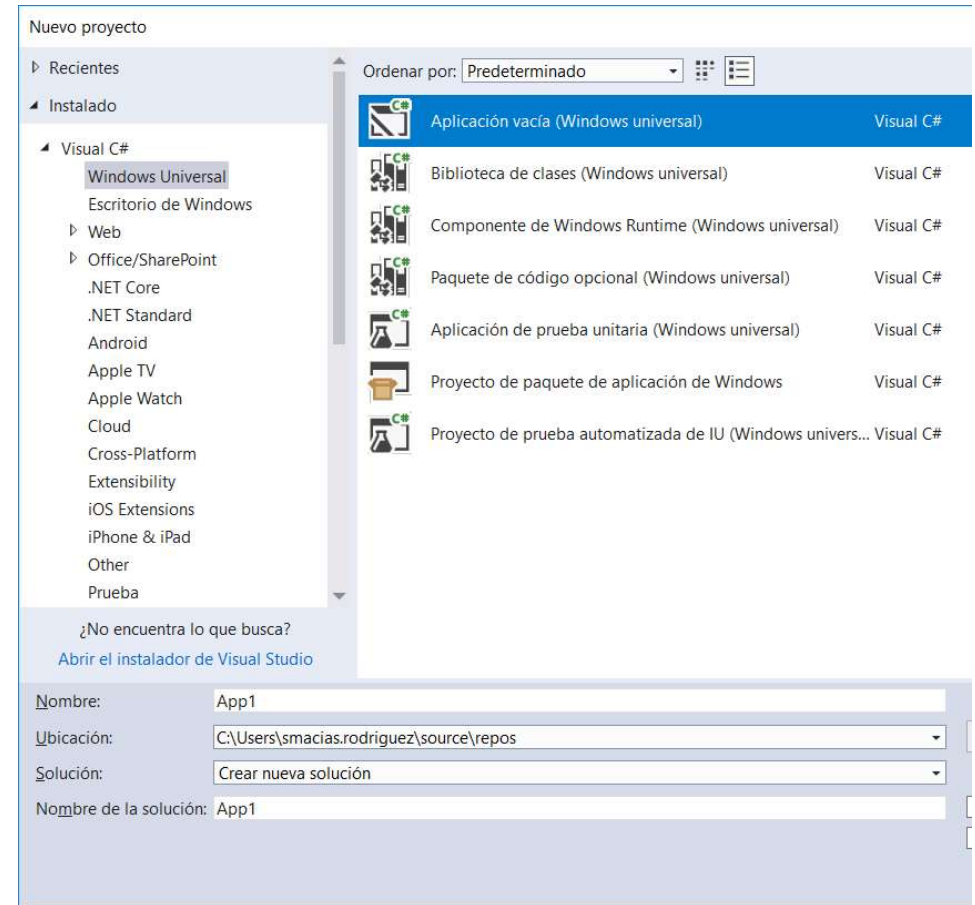 Nuevo proyecto
Recientes
Instalado
Visual C#
Windows Universal
Escritorio de Windows
Web
Office/SharePoint
.NET Core
.NET Standard
Android
Apple TV
Apple Watch
Cloud
Cross-Platform
Extensibility
iOS Extensions
iPhone & iPad
Other
Prueba
¿No encuentra lo que busca?
Abrir el instalador de Visual Studio
Ordenar por: Predeterminado
C# Aplicación vacía (Windows universal) Visual C#
C# Biblioteca de clases (Windows universal) Visual C#
C# Componente de Windows Runtime (Windows universal) Visual C#
C# Paquete de código opcional (Windows universal) Visual C#
C# Aplicación de prueba unitaria (Windows universal) Visual C#
Proyecto de paquete de aplicación de Windows Visual C#
C# Proyecto de prueba automatizada de IU (Windows univers... Visual C#
Nombre: App1
Ubicación: C:\Users\smacias.rodriguez\source\repos
Solución: Crear nueva solución
Nombre de la solución: App1